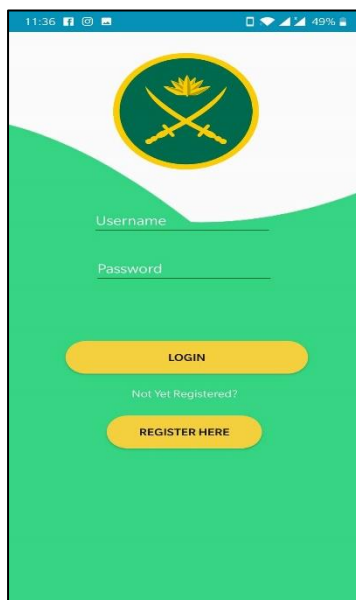 11:36 49%
Username
Password
LOGIN
Not Yet Registered?
REGISTER HERE